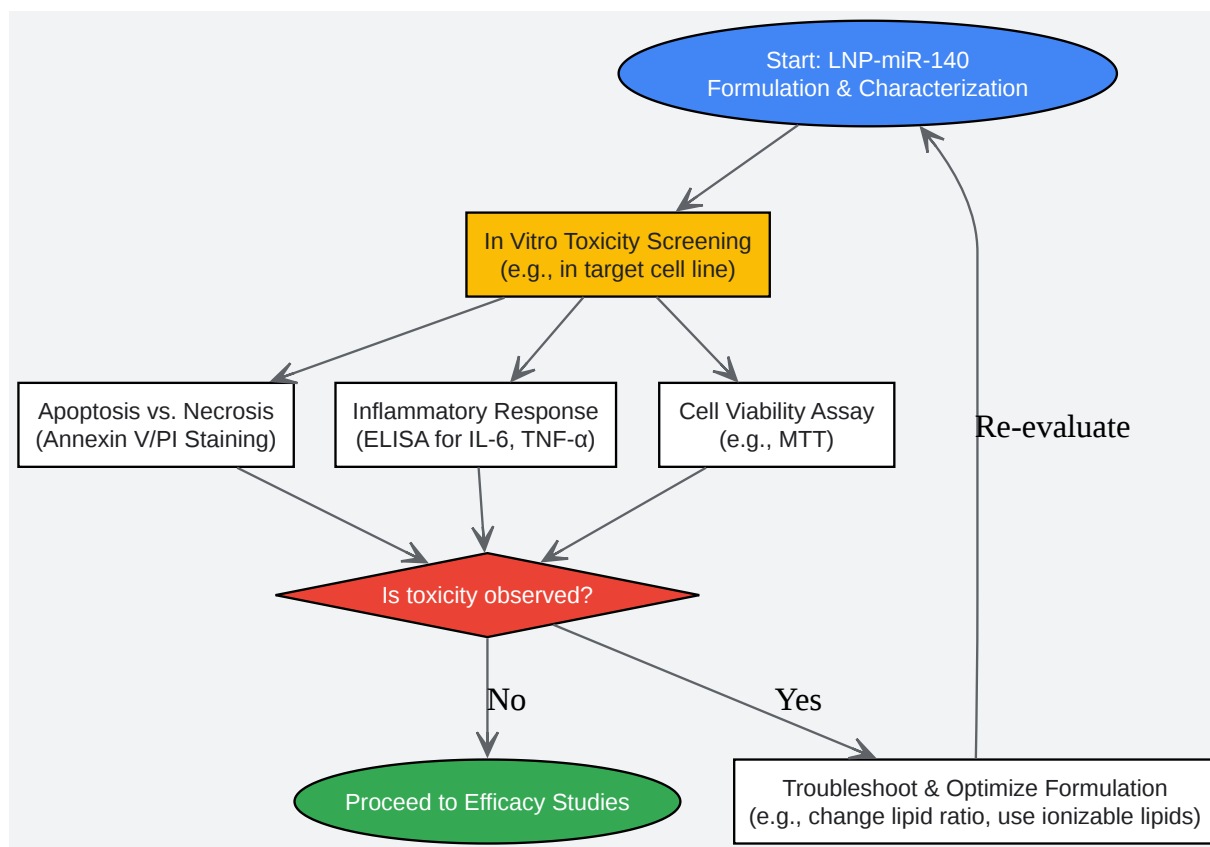 Start: LNP-miR-140
Formulation & Characterization
In Vitro Toxicity Screening
(e.g., in target cell line)
Apoptosis vs. Necrosis
(Annexin V/PI Staining)
Inflammatory Response
(ELISA for IL-6, TNF-α)
Cell Viability Assay
(e.g., MTT)
Re-evaluate
Is toxicity observed?
No
Yes
Proceed to Efficacy Studies
Troubleshoot & Optimize Formulation
(e.g., change lipid ratio, use ionizable lipids)